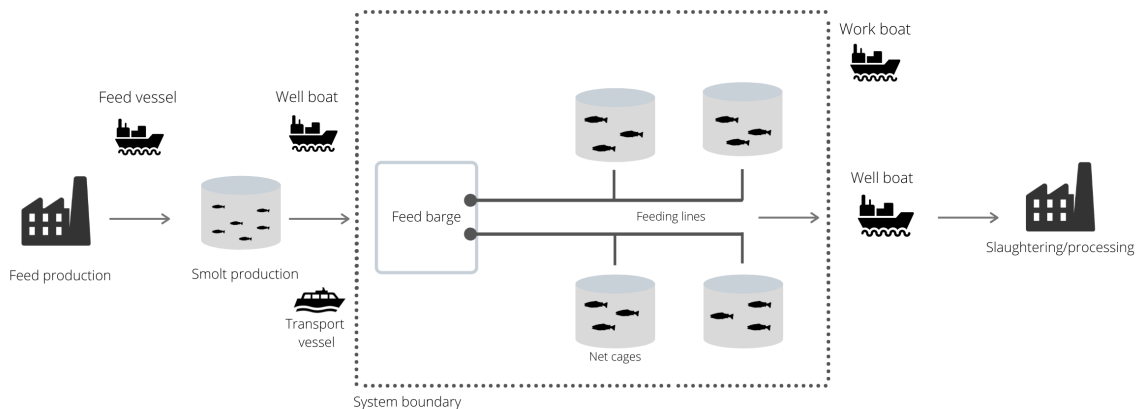 Work boat
Feed vessel
Well boat
Well boat
Feed barge
Feeding lines
Feed production
Smolt production
Slaughtering/processing
Transport
vessel
Net cages
System boundary